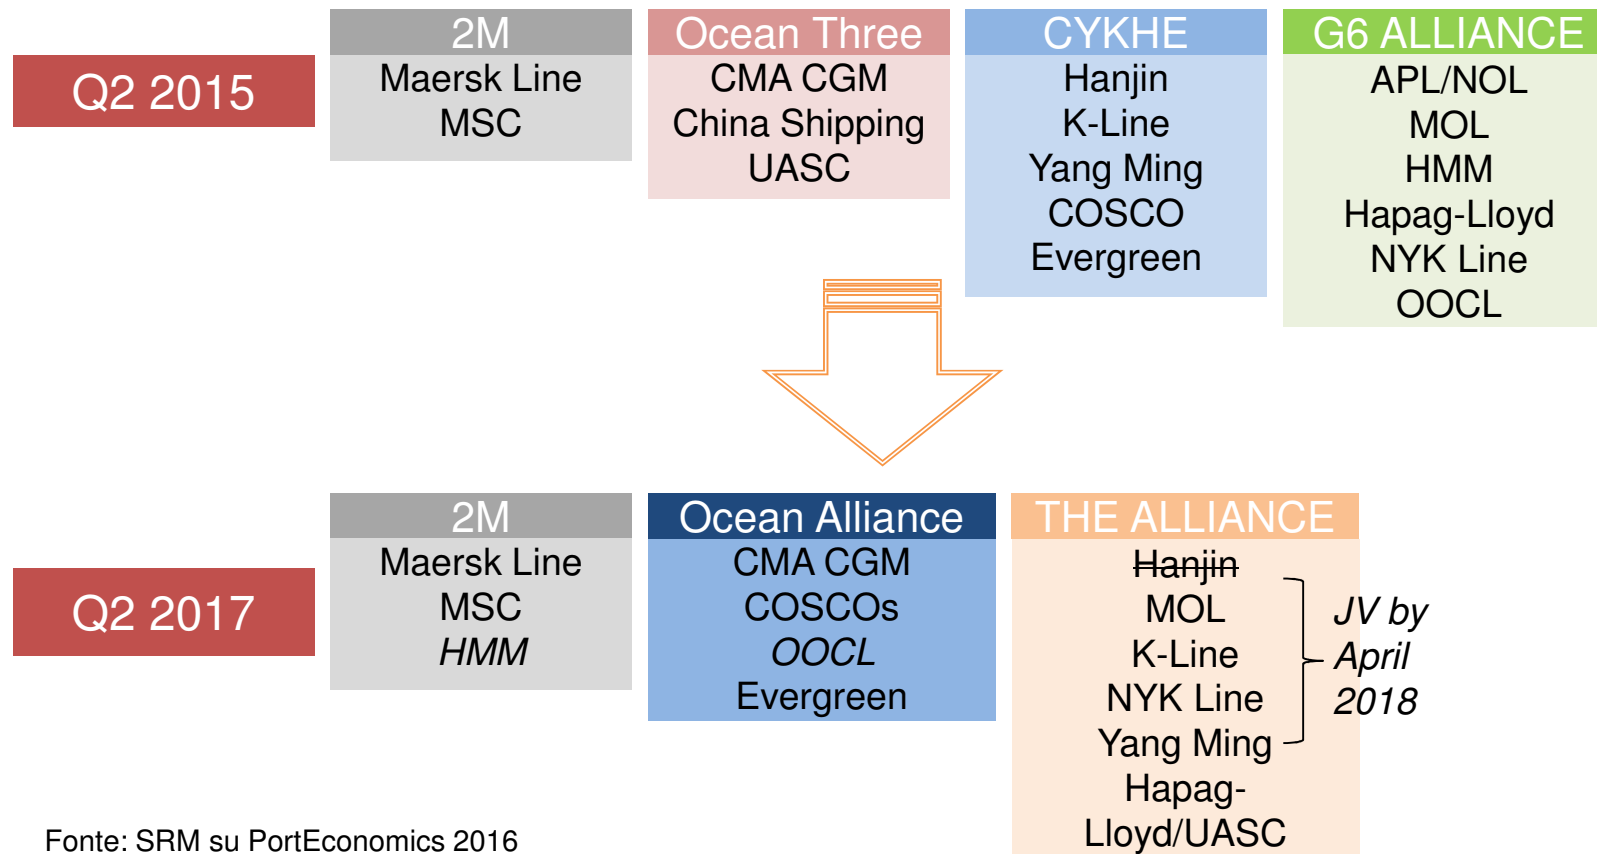 Q2 2015
2M
Maersk Line
MSC
Ocean Three
CMA CGM
China Shipping
UASC
CYKHE
Hanjin
K-Line
Yang Ming
COSCO
Evergreen
G6 ALLIANCE
APL/NOL
MOL
HMM
Hapag-Lloyd
NYK Line
OOCL
Q2 2017
2M
Maersk Line
MSC
HMM
Ocean Alliance
CMA CGM
COSCOs
OOCL
Evergreen
THE ALLIANCE
Hanjin
MOL
K-Line
NYK Line
Yang Ming
Hapag-
Lloyd/UASC
JV by
April
2018
Fonte: SRM su PortEconomics 2016